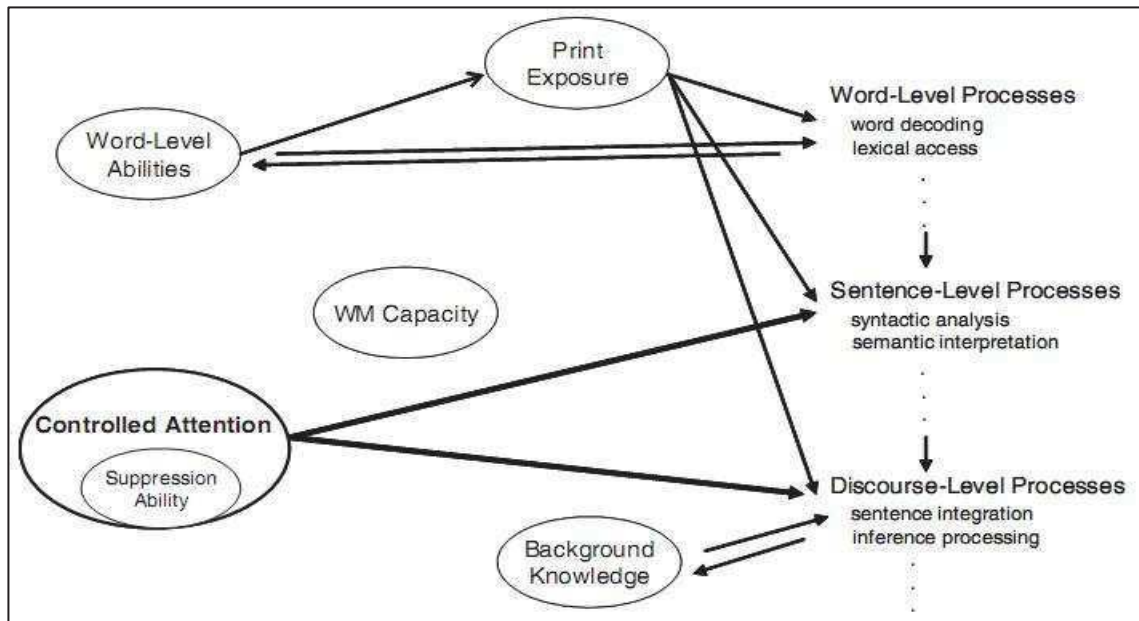 Print
Exposure
Word-Level Processes
word decoding
lexical access
Word-Level
Abilities
WM Capacity
Sentence-Level Processes
syntactic analysis
semantic interpretation
Controlled Attention
Suppression
Ability
Discourse-Level Processes
sentence integration
inference processing
Background
Knowledge